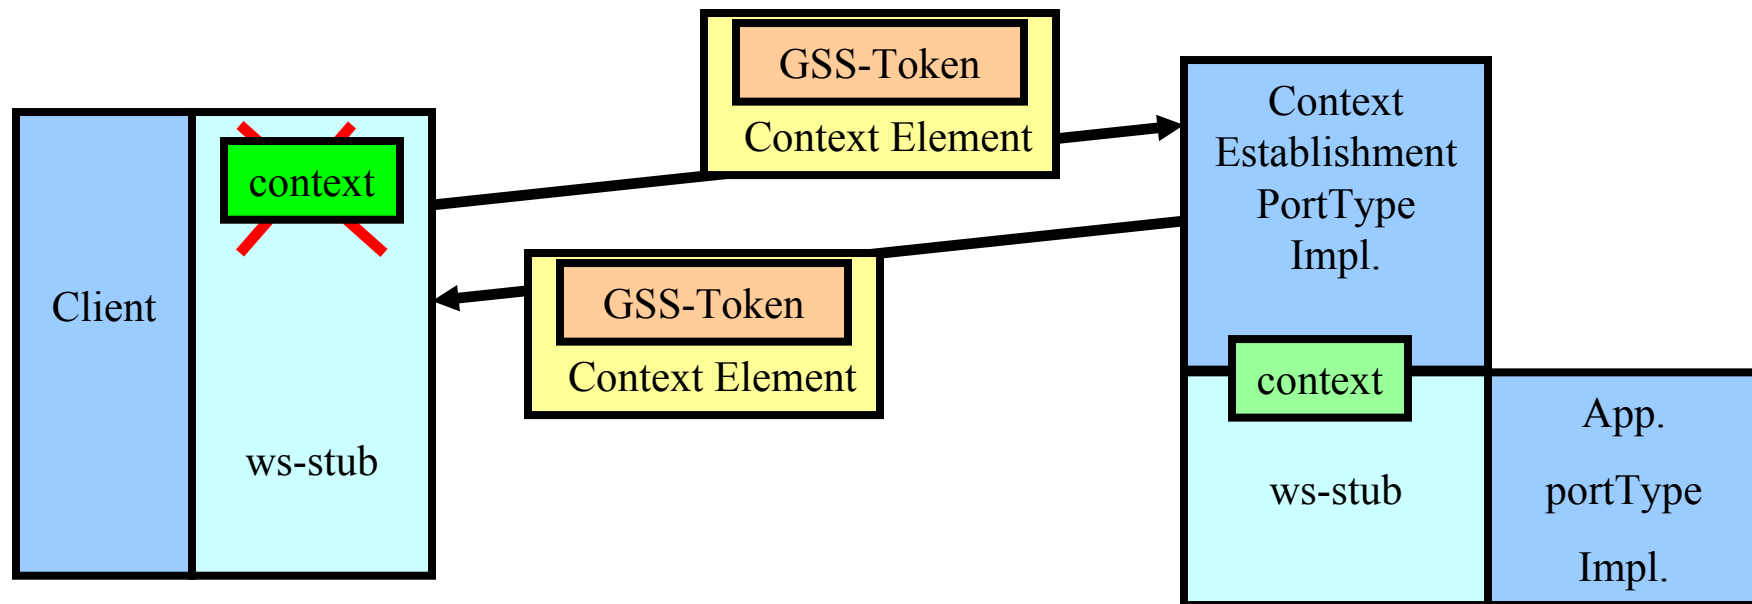 GSS-Token
Context Element
context
Client
ws-stub
GSS-Token
Context Element
Context
Establishment
PortType
Impl.
context
ws-stub
App.
portType
Impl.